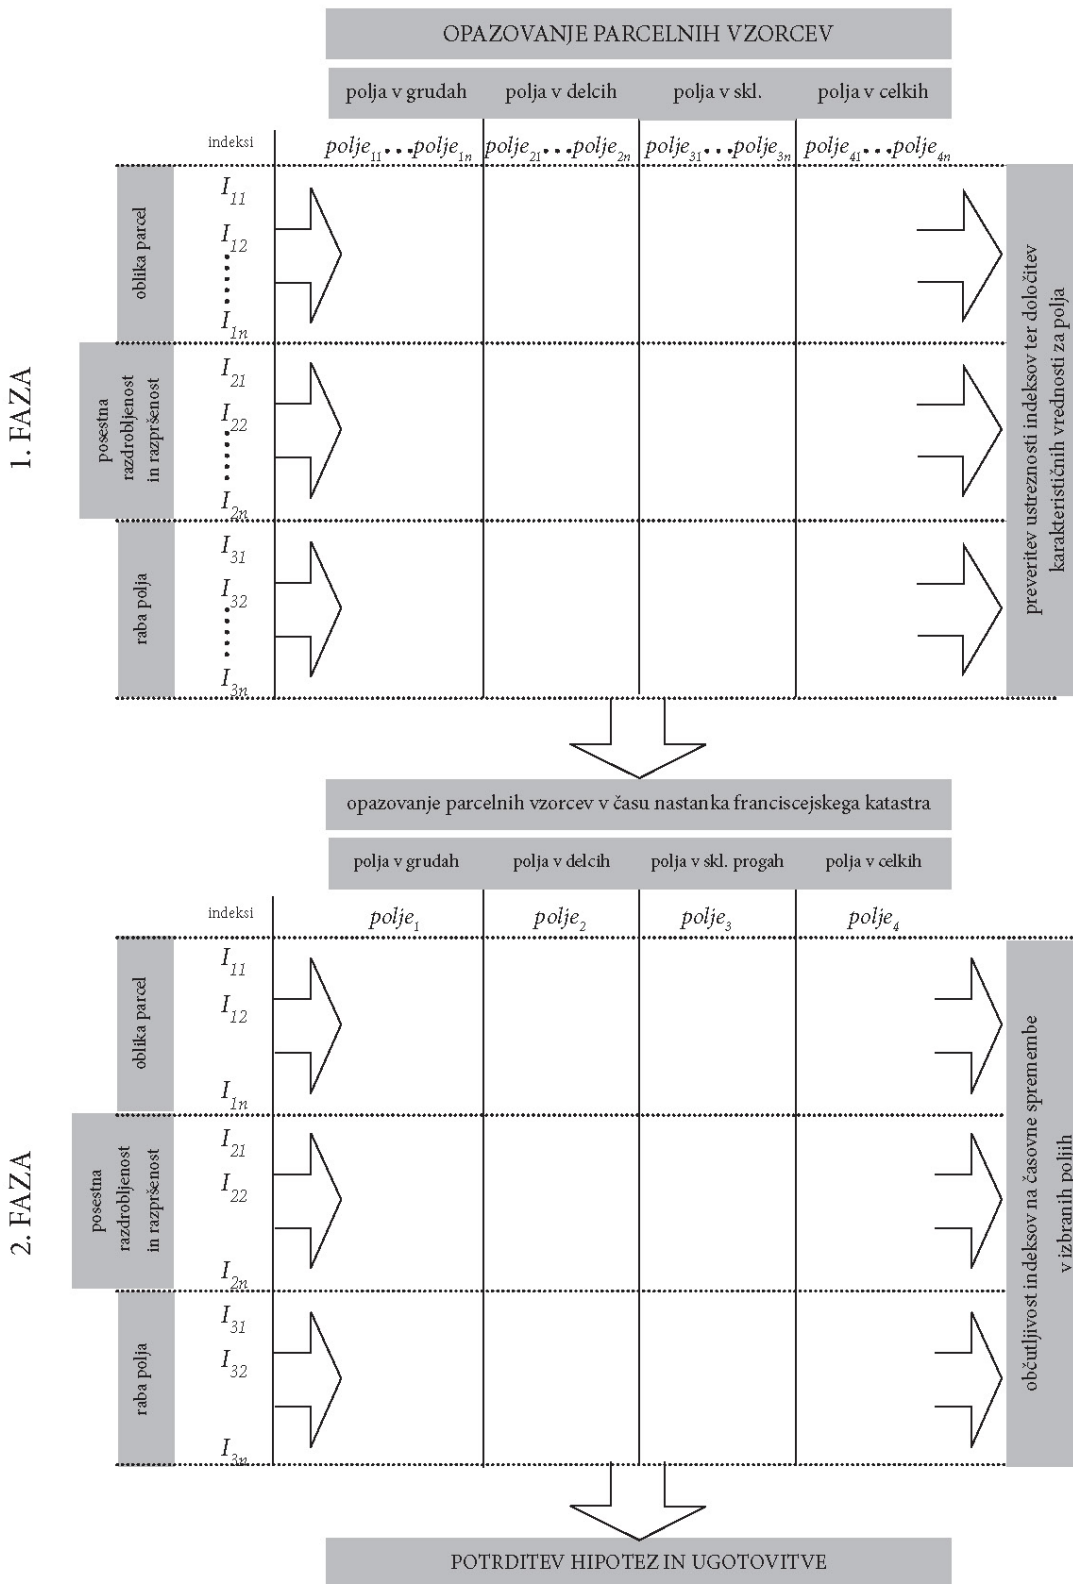 OPAZOVANJE PARCELNIH VZORCEV
polja v grudah polja v delcih polja v skl. polja v celkih
indeksi polje11...polje1n polje21...polje2n polje31...polje3n polje41...polje4n
1. FAZA
oblika parcel
I11
I12
I1n
posestna
razdrobljenost
in razpršenost
I21
I22
I2n
raba polja
I31
I32
I3n
preveritev ustreznosti indeksov ter določitev
karakterističnih vrednosti za polja
opazovanje parcelnih vzorcev v času nastanka franciscejskega katastra
polja v grudah polja v delcih polja v skl. progah polja v celkih
indeksi polje1 polje2 polje3 polje4
2. FAZA
oblika parcel
I11
I12
I1n
posestna
razdrobljenost
in razpršenost
I21
I22
I2n
raba polja
I31
I32
I3n
občutljivost indeksov na časovne spremembe
v izbranih poljih
POTRDITEV HIPOTEZ IN UGOTOVITVE